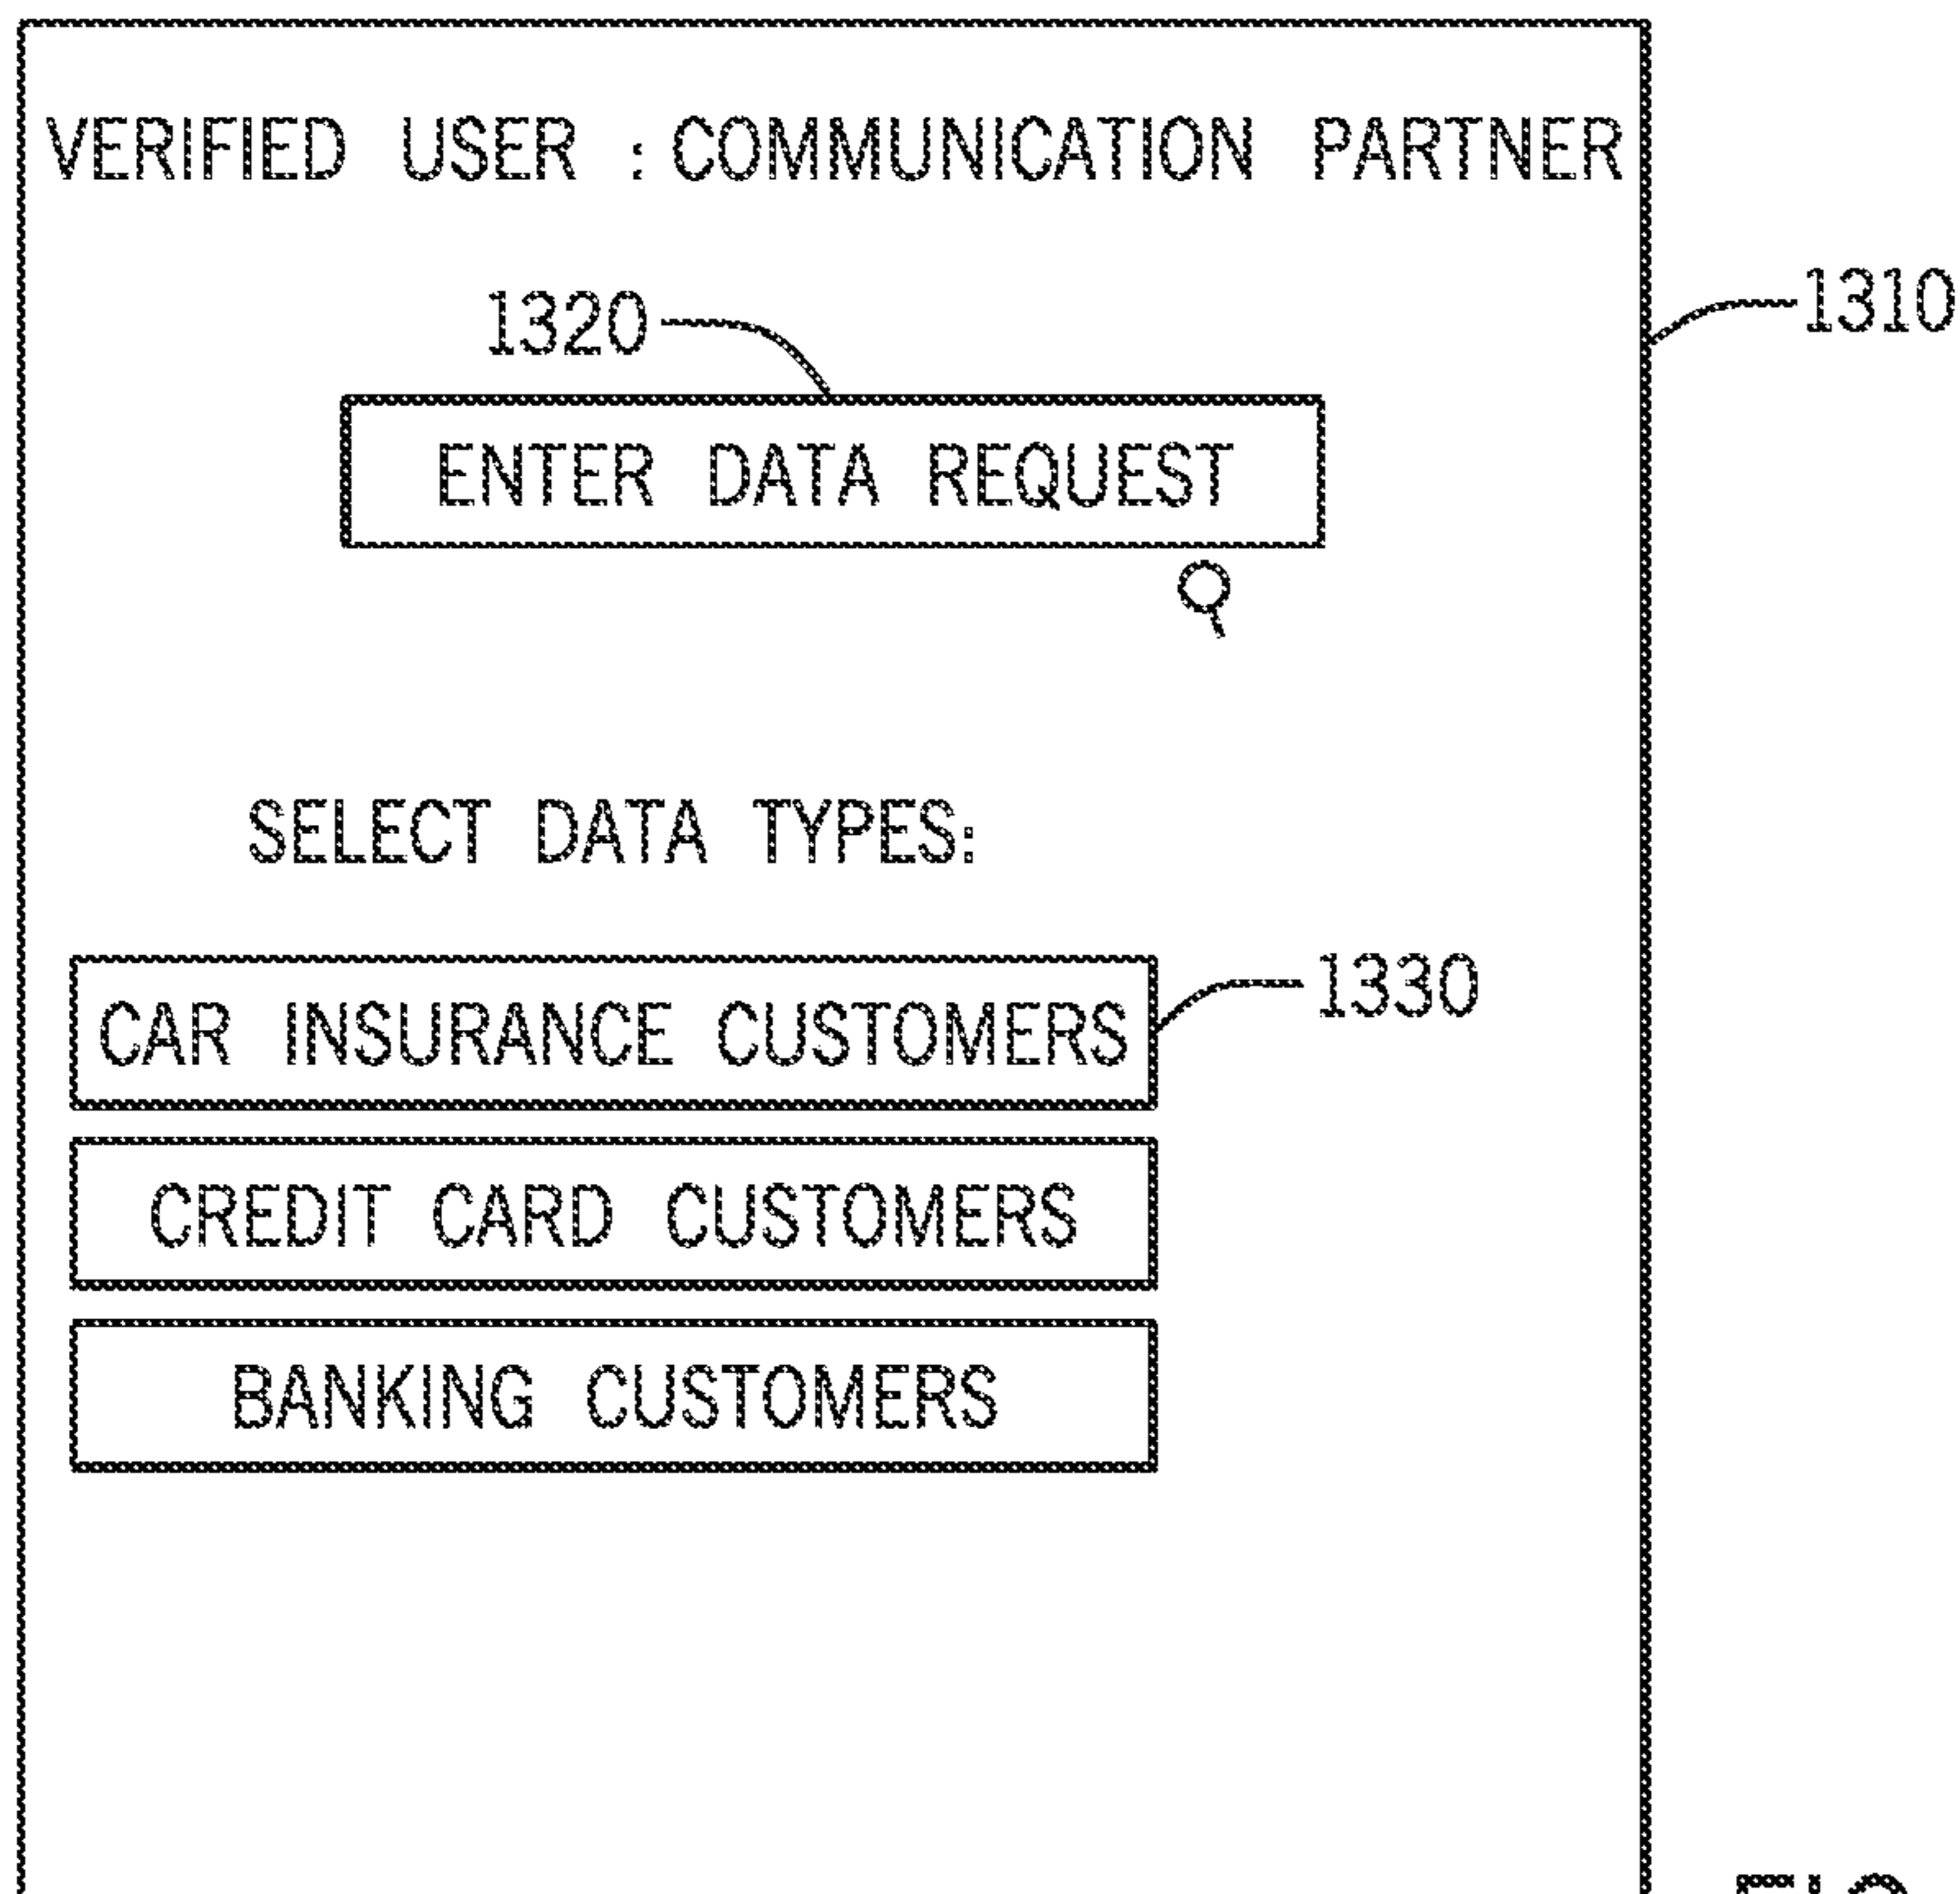 VERIFIED USER : COMMUNICATION PARTNER
1310
1320
ENTER DATA REQUEST
SELECT DATA TYPES:
CAR INSURANCE CUSTOMERS
1330
CREDIT CARD CUSTOMERS
BANKING CUSTOMERS